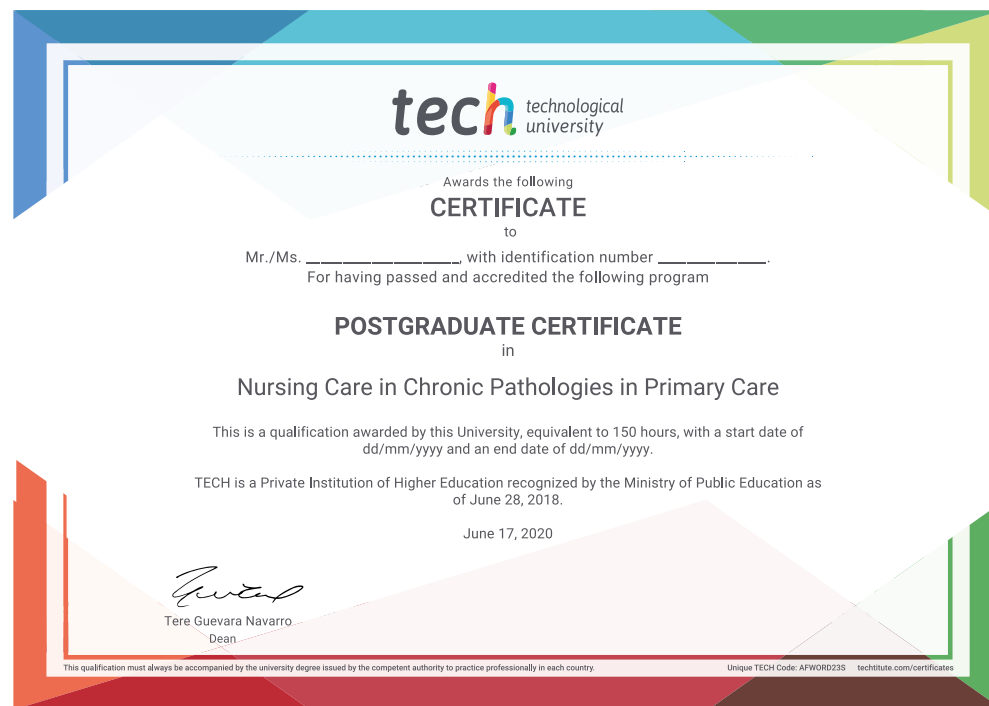 tech technological
university
Awards the following
CERTIFICATE
to
Mr./Ms. ____________________, with identification number ______________.
For having passed and accredited the following program
POSTGRADUATE CERTIFICATE
in
Nursing Care in Chronic Pathologies in Primary Care
This is a qualification awarded by this University, equivalent to 150 hours, with a start date of
dd/mm/yyyy and an end date of dd/mm/yyyy.
TECH is a Private Institution of Higher Education recognized by the Ministry of Public Education as
of June 28, 2018.
June 17, 2020
Tere Guevara Navarro
Dean
This qualification must always be accompanied by the university degree issued by the competent authority to practice professionally in each country.
Unique TECH Code: AFWORD23S techtitute.com/certificates